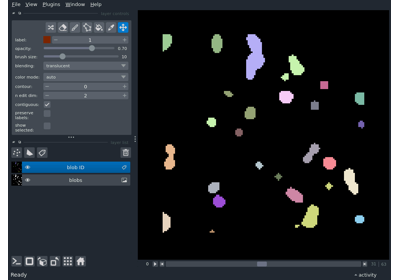 File View Plugins Window Help
label: 1
opacity: 0.70
brush size: 10
blending: translucent
color mode: auto
contour: 0
n edit dim: 2
contiguous: ✓
preserve labels:
show selected:
blob ID
blobs
0
Ready
activity